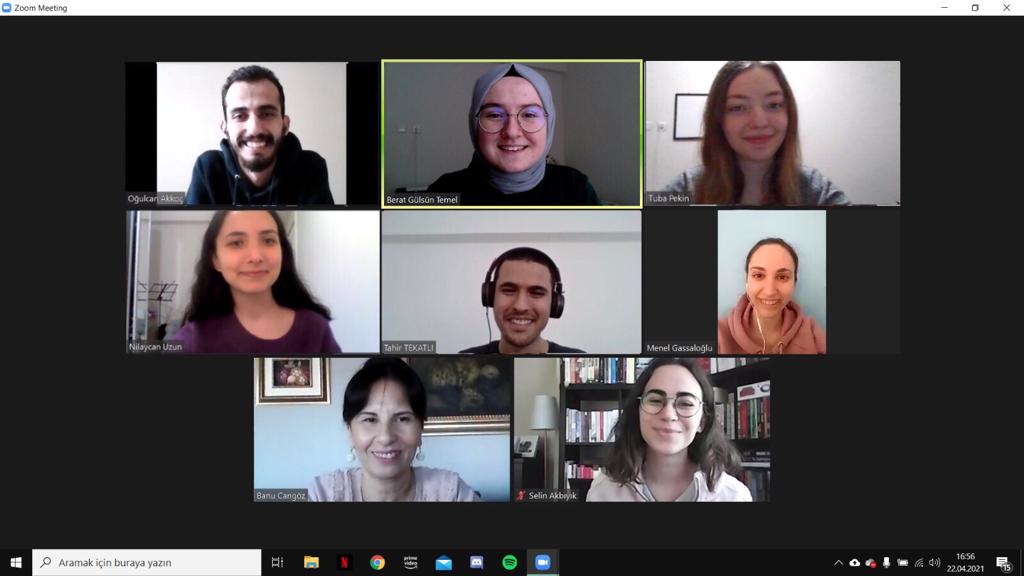 Zoom Meeting
Oğulcan Akkoç
Berat Gülsün Temel
Tuba Pekin
Nilaycan Uzun
Tahir TEKATLI
Menel Gassaloğlu
Banu Cangöz
Selin Akbıyık
Aramak için buraya yazın
prime video
16:56
22.04.2021
15